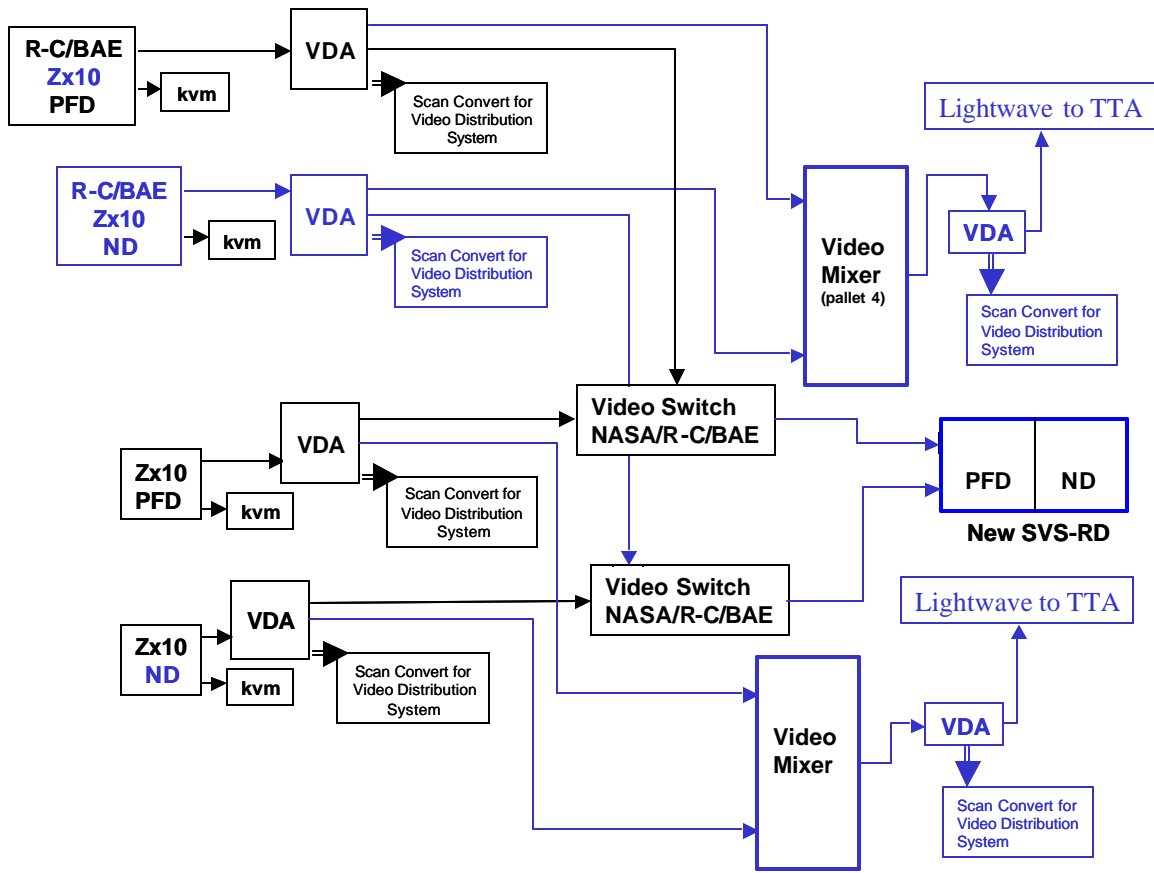 R-C/BAE
Zx10
PFD
kvm
VDA
Scan Convert for
Video Distribution
System
Lightwave to TTA
R-C/BAE
Zx10
ND
kvm
VDA
Scan Convert for
Video Distribution
System
Video
Mixer
(pallet 4)
VDA
Scan Convert for
Video Distribution
System
Video Switch
NASA/R-C/BAE
Zx10
PFD
kvm
VDA
Scan Convert for
Video Distribution
System
PFD
ND
New SVS-RD
Video Switch
NASA/R-C/BAE
Zx10
ND
kvm
VDA
Scan Convert for
Video Distribution
System
Lightwave to TTA
Video
Mixer
VDA
Scan Convert for
Video Distribution
System